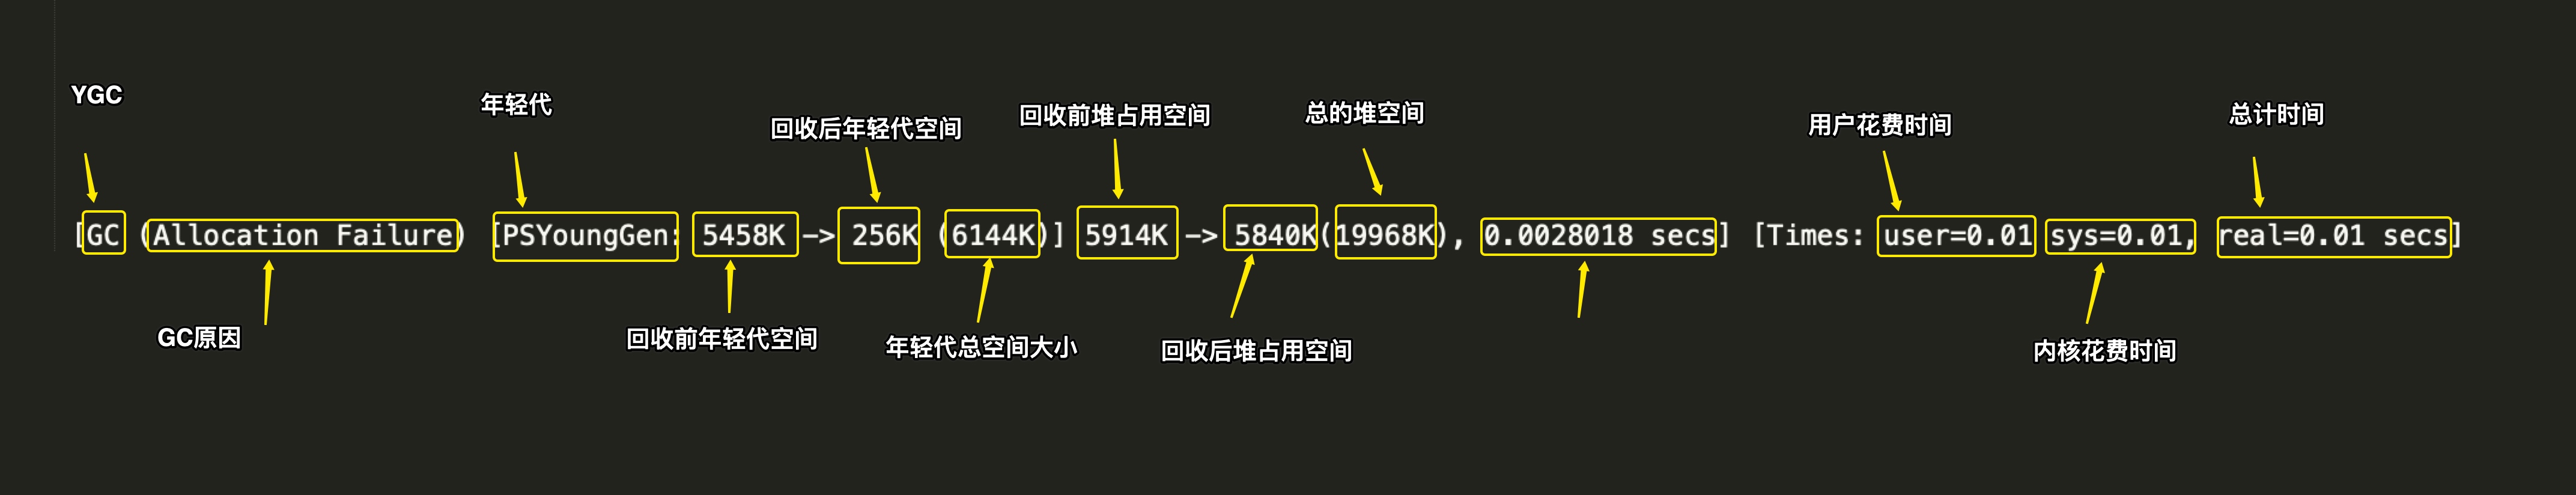 YGC
年轻代
回收后年轻代空间
回收前堆占用空间
总的堆空间
用户花费时间
总计时间
[GC (Allocation Failure) [PSYoungGen: 5458K —> 256K (6144K)] 5914K —> 5840K(19968K), 0.0028018 secs] [Times: user=0.01 sys=0.01, real=0.01 secs]
GC原因
回收前年轻代空间
年轻代总空间大小
回收后堆占用空间
内核花费时间